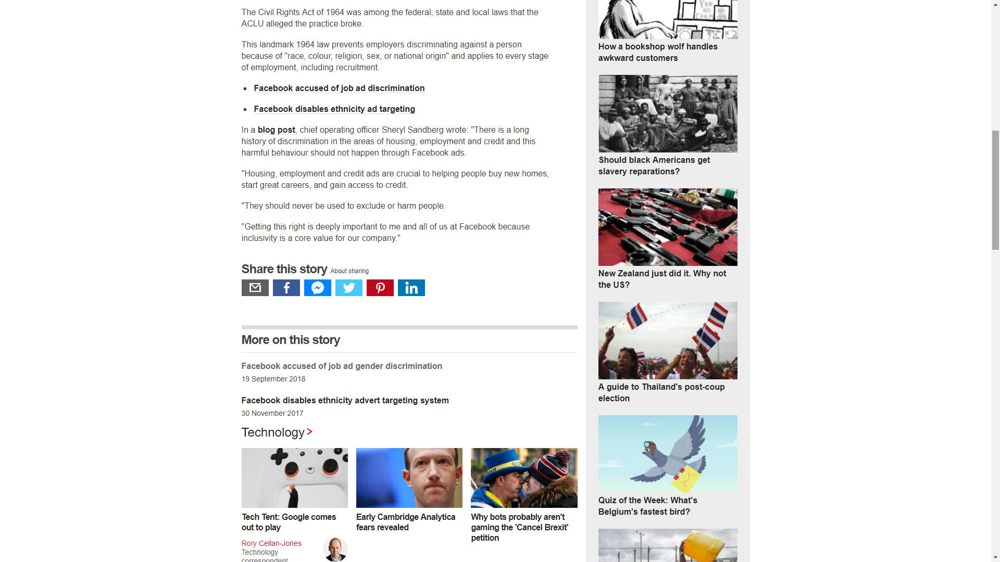 The Civil Rights Act of 1964 was among the federal, state and local laws that the
ACLU alleged the practice broke.
This landmark 1964 law prevents employers discriminating against a person
because of "race, colour, religion, sex, or national origin" and applies to every stage
of employment, including recruitment.
Facebook accused of job ad discrimination
Facebook disables ethnicity ad targeting
In a blog post, chief operating officer Sheryl Sandberg wrote: "There is a long
history of discrimination in the areas of housing, employment and credit and this
harmful behaviour should not happen through Facebook ads.
"Housing, employment and credit ads are crucial to helping people buy new homes,
start great careers, and gain access to credit.
"They should never be used to exclude or harm people.
"Getting this right is deeply important to me and all of us at Facebook because
inclusivity is a core value for our company."
Share this story About sharing
More on this story
Facebook accused of job ad gender discrimination
19 September 2018
Facebook disables ethnicity advert targeting system
30 November 2017
Technology
Tech Tent: Google comes
out to play
Rory Cellan-Jones
Technology
correspondent
Early Cambridge Analytica
fears revealed
Why bots probably aren't
gaming the 'Cancel Brexit'
petition
How a bookshop wolf handles
awkward customers
Should black Americans get
slavery reparations?
New Zealand just did it. Why not
the US?
A guide to Thailand's post-coup
election
Quiz of the Week: What's
Belgium's fastest bird?